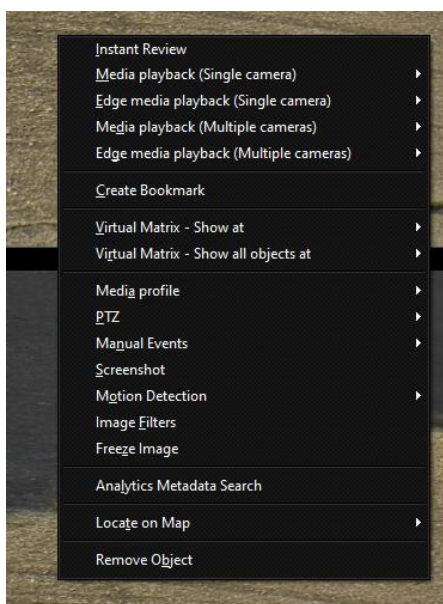 Instant Review
Media playback (Single camera)
Edge media playback (Single camera)
Media playback (Multiple cameras)
Edge media playback (Multiple cameras)
Create Bookmark
Virtual Matrix - Show at
Virtual Matrix - Show all objects at
Media profile
PTZ
Manual Events
Screenshot
Motion Detection
Image Filters
Freeze Image
Analytics Metadata Search
Locate on Map
Remove Object